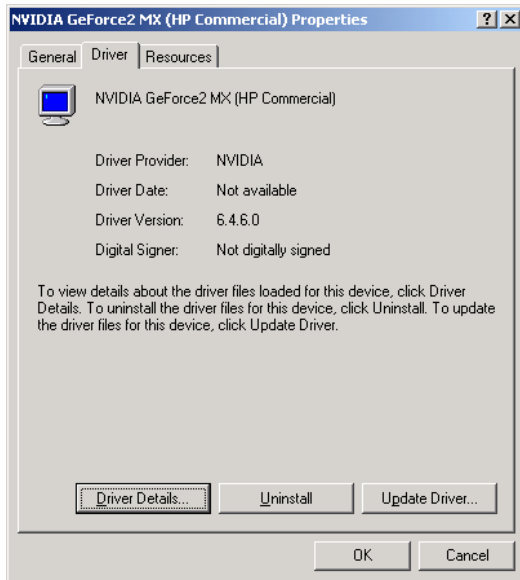 NVIDIA GeForce2 MX (HP Commercial) Properties
General Driver Resources
NVIDIA GeForce2 MX (HP Commercial)
Driver Provider: NVIDIA
Driver Date: Not available
Driver Version: 6.4.6.0
Digital Signer: Not digitally signed
To view details about the driver files loaded for this device, click Driver
Details. To uninstall the driver files for this device, click Uninstall. To update
the driver files for this device, click Update Driver.
Driver Details... Uninstall Update Driver...
OK Cancel